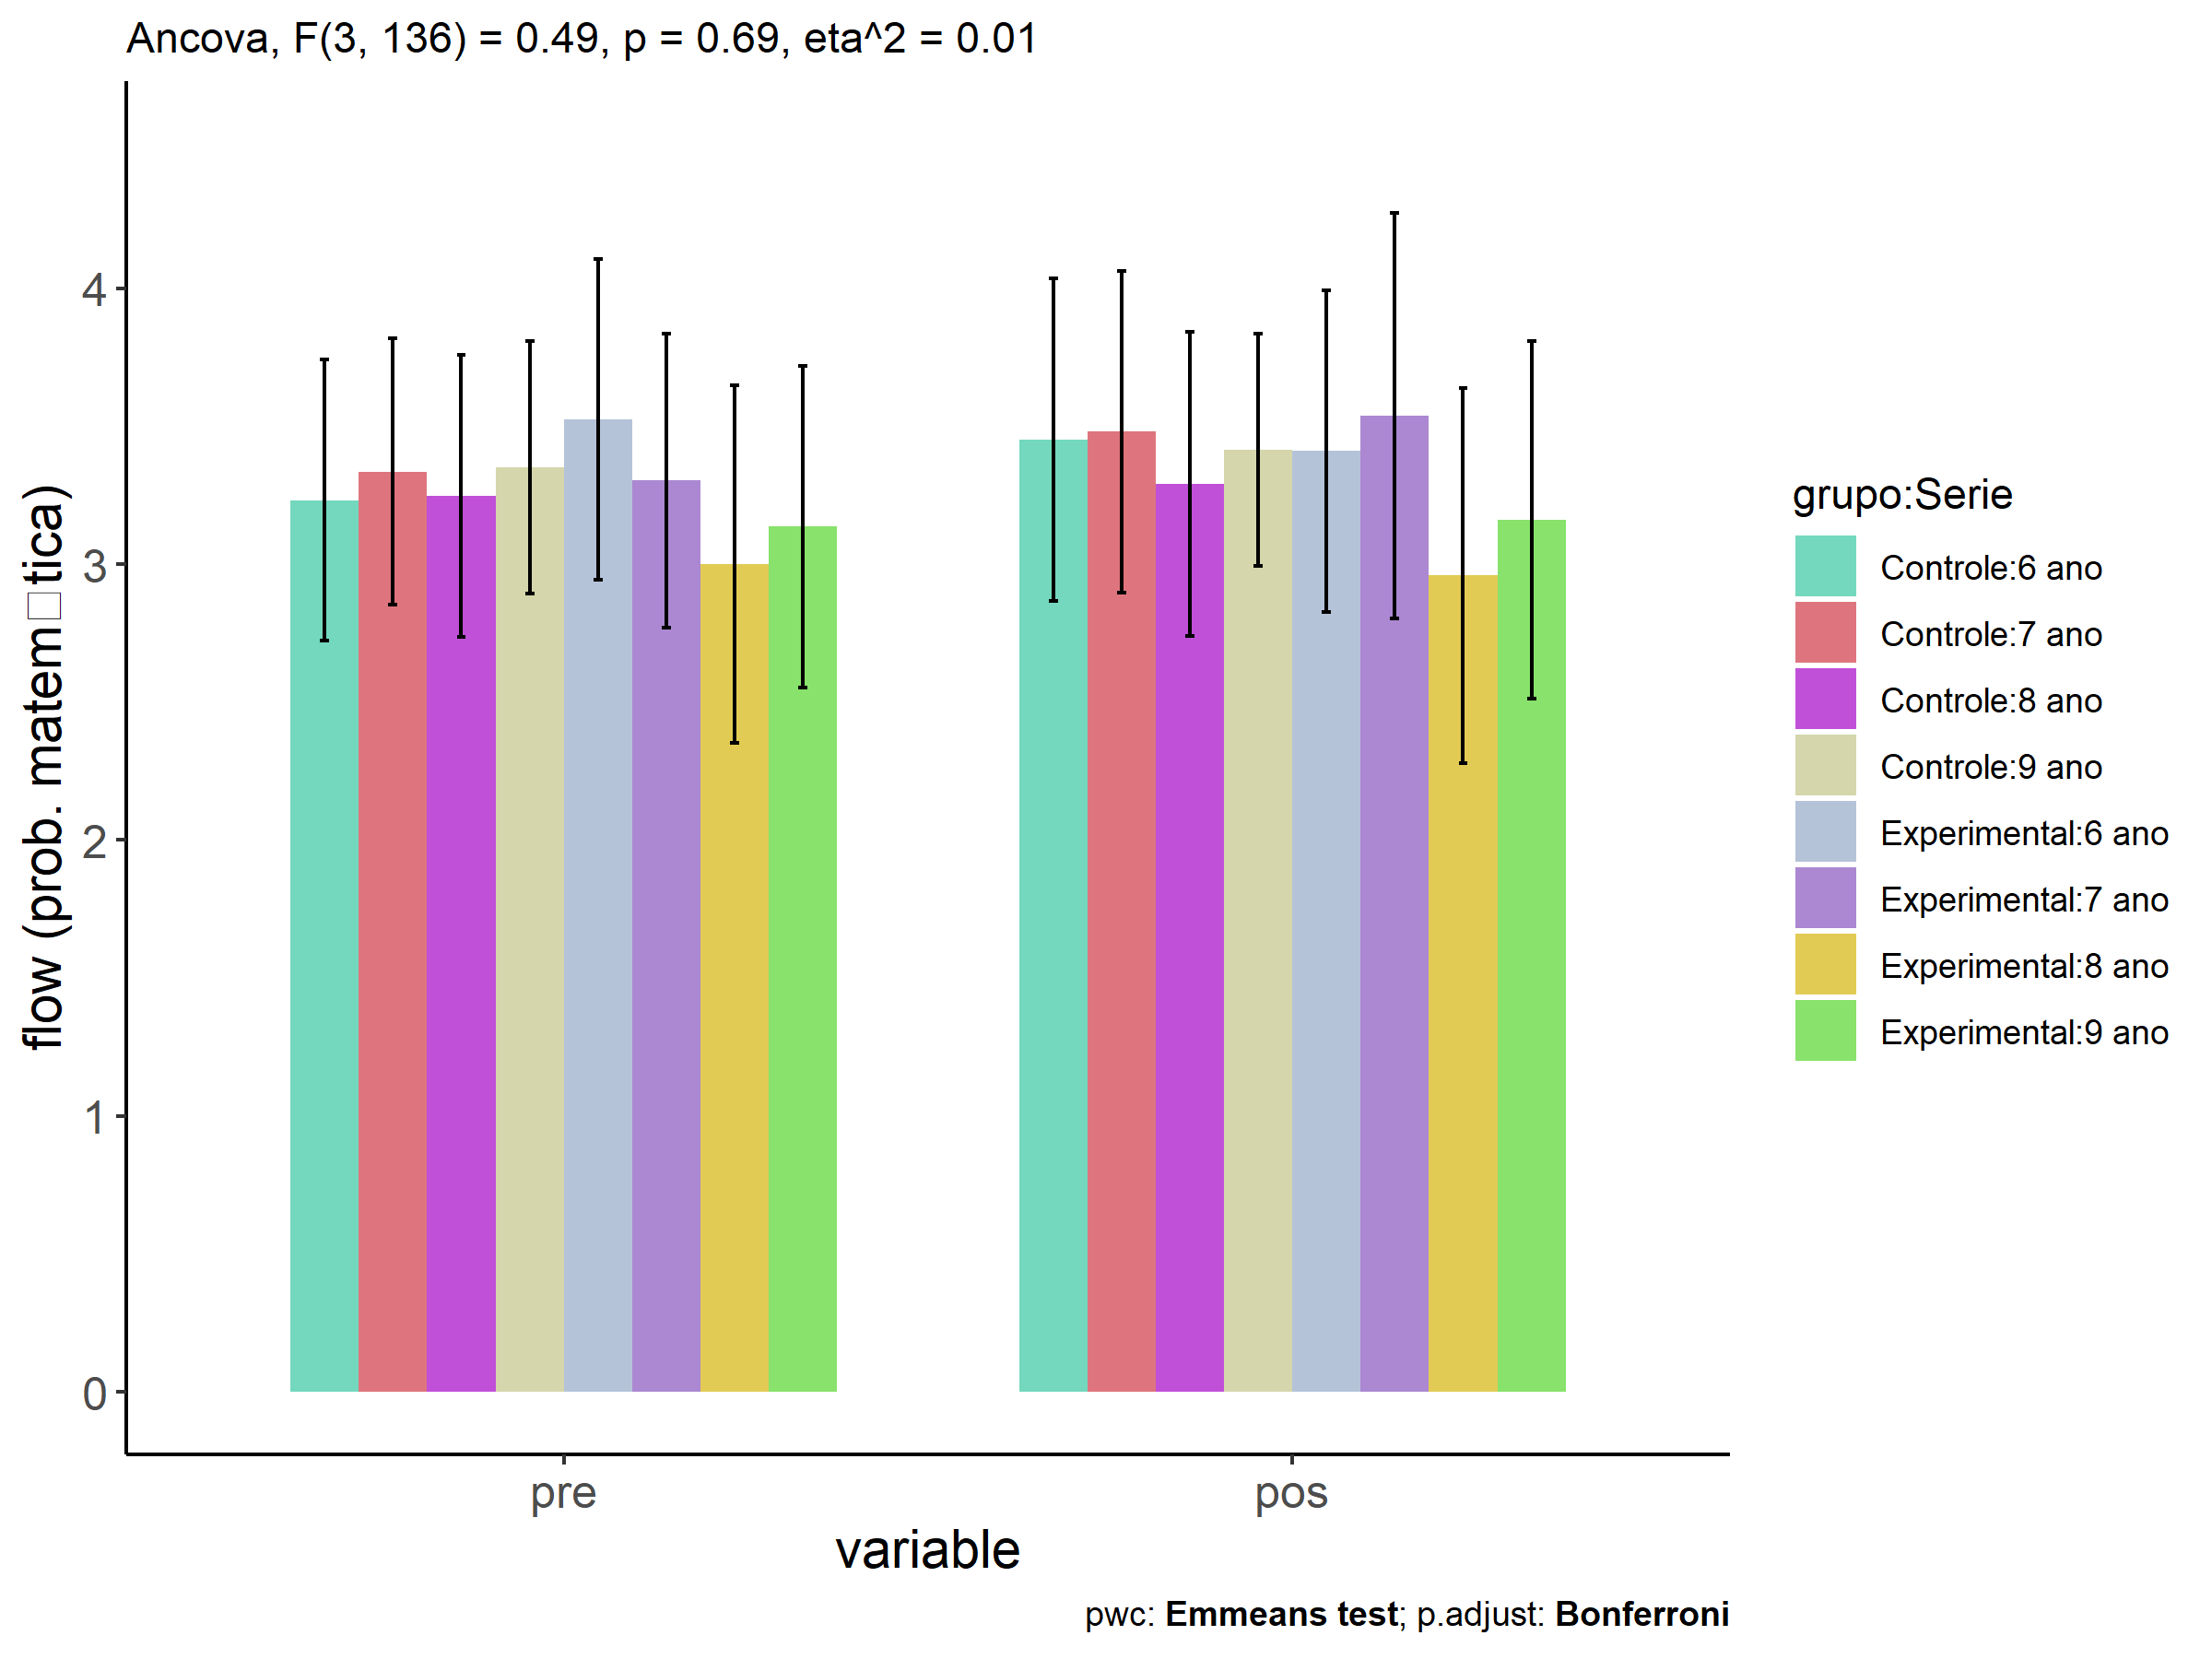 Ancova, F(3, 136) = 0.49, p = 0.69, eta^2 = 0.01
flow (prob. matem□tica)
4
3
2
1
0
pre
pos
variable
grupo:Serie
Controle:6 ano
Controle:7 ano
Controle:8 ano
Controle:9 ano
Experimental:6 ano
Experimental:7 ano
Experimental:8 ano
Experimental:9 ano
pwc: Emmeans test; p.adjust: Bonferroni